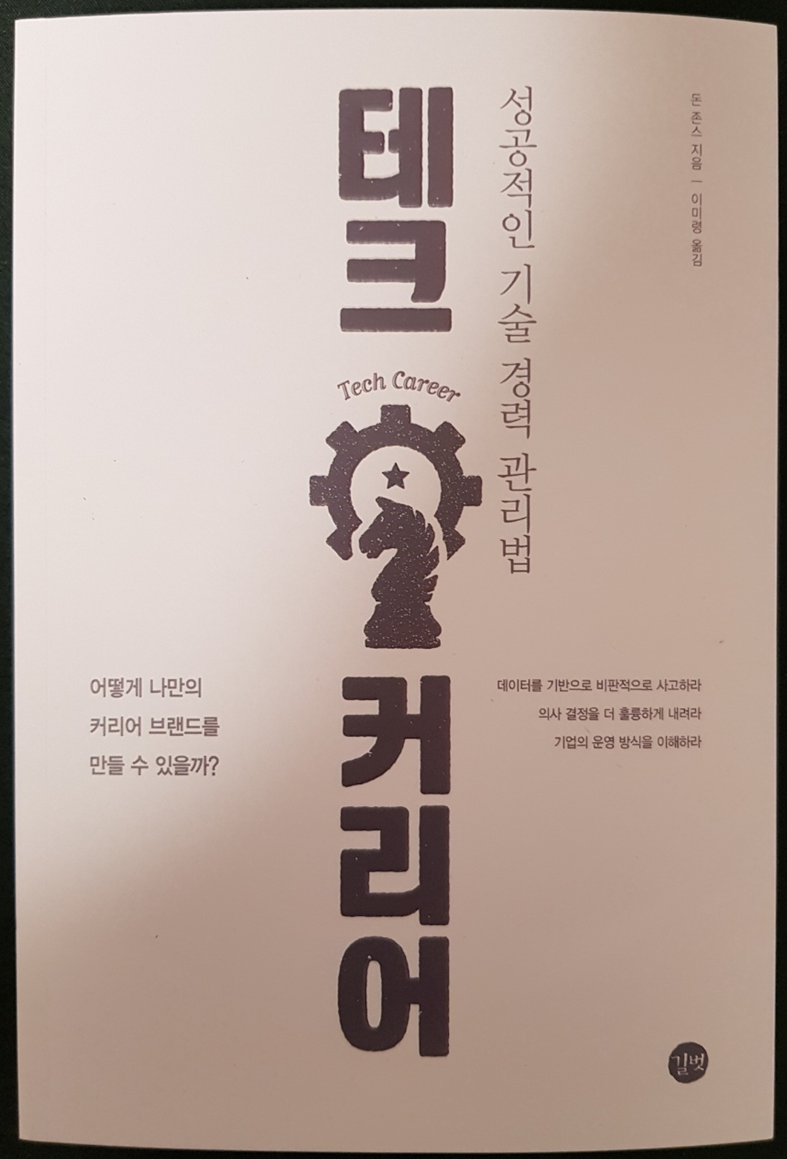 테크
Tech Career
커리어
성공적인 기술 경력 관리법
돈 존스 지음 — 이미령 옮김
어떻게 나만의
커리어 브랜드를
만들 수 있을까?
데이터를 기반으로 비판적으로 사고하라
의사 결정을 더 훌륭하게 내려라
기업의 운영 방식을 이해하라
길벗